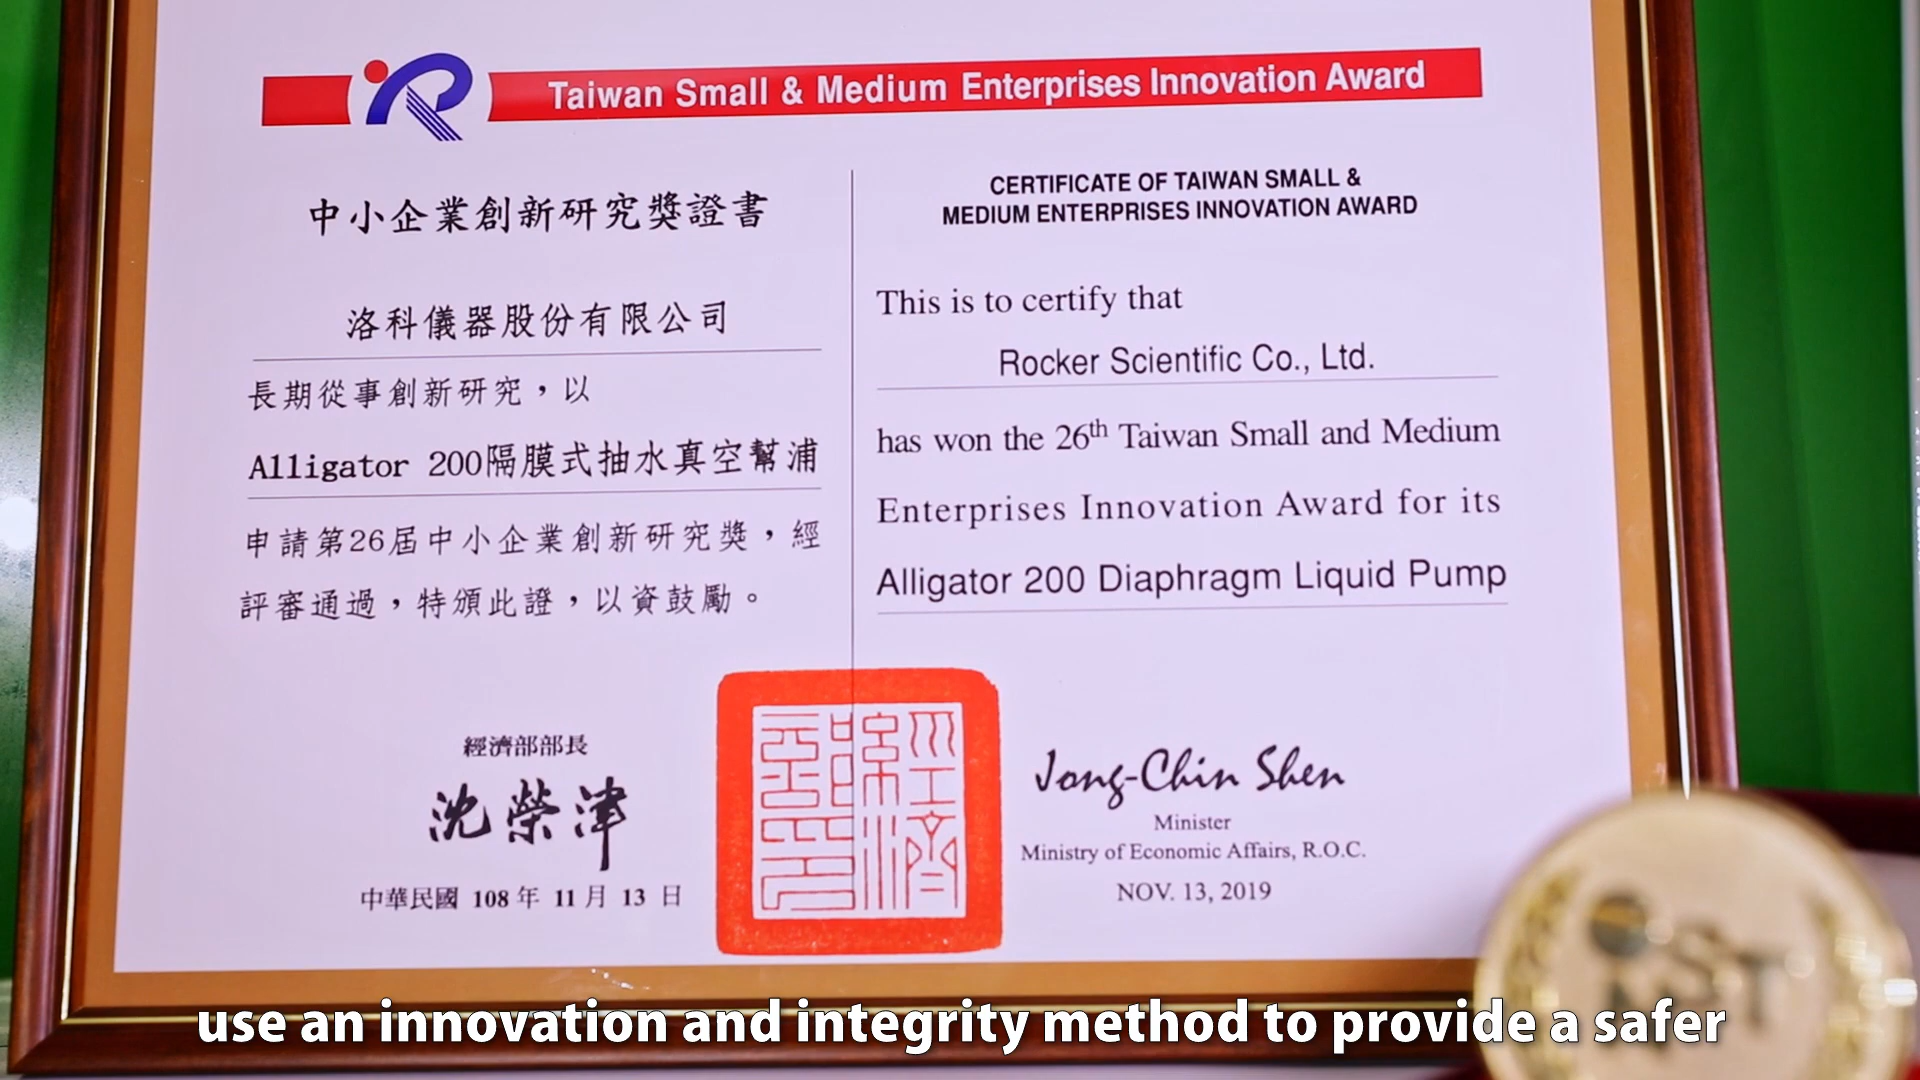 Taiwan Small & Medium Enterprises Innovation Award
中小企業創新研究獎證書
洛科儀器股份有限公司
長期從事創新研究，以
Alligator 200隔膜式抽水真空幫浦
申請第26屆中小企業創新研究獎，經
評審通過，特頒此證，以資鼓勵。
經濟部部長
沈榮津
中華民國 108 年 11 月 13 日
CERTIFICATE OF TAIWAN SMALL &
MEDIUM ENTERPRISES INNOVATION AWARD
This is to certify that
Rocker Scientific Co., Ltd.
has won the 26th Taiwan Small and Medium
Enterprises Innovation Award for its
Alligator 200 Diaphragm Liquid Pump
經濟部印
Jong-Chin Shen
Minister
Ministry of Economic Affairs, R.O.C.
NOV. 13, 2019
use an innovation and integrity method to provide a safer